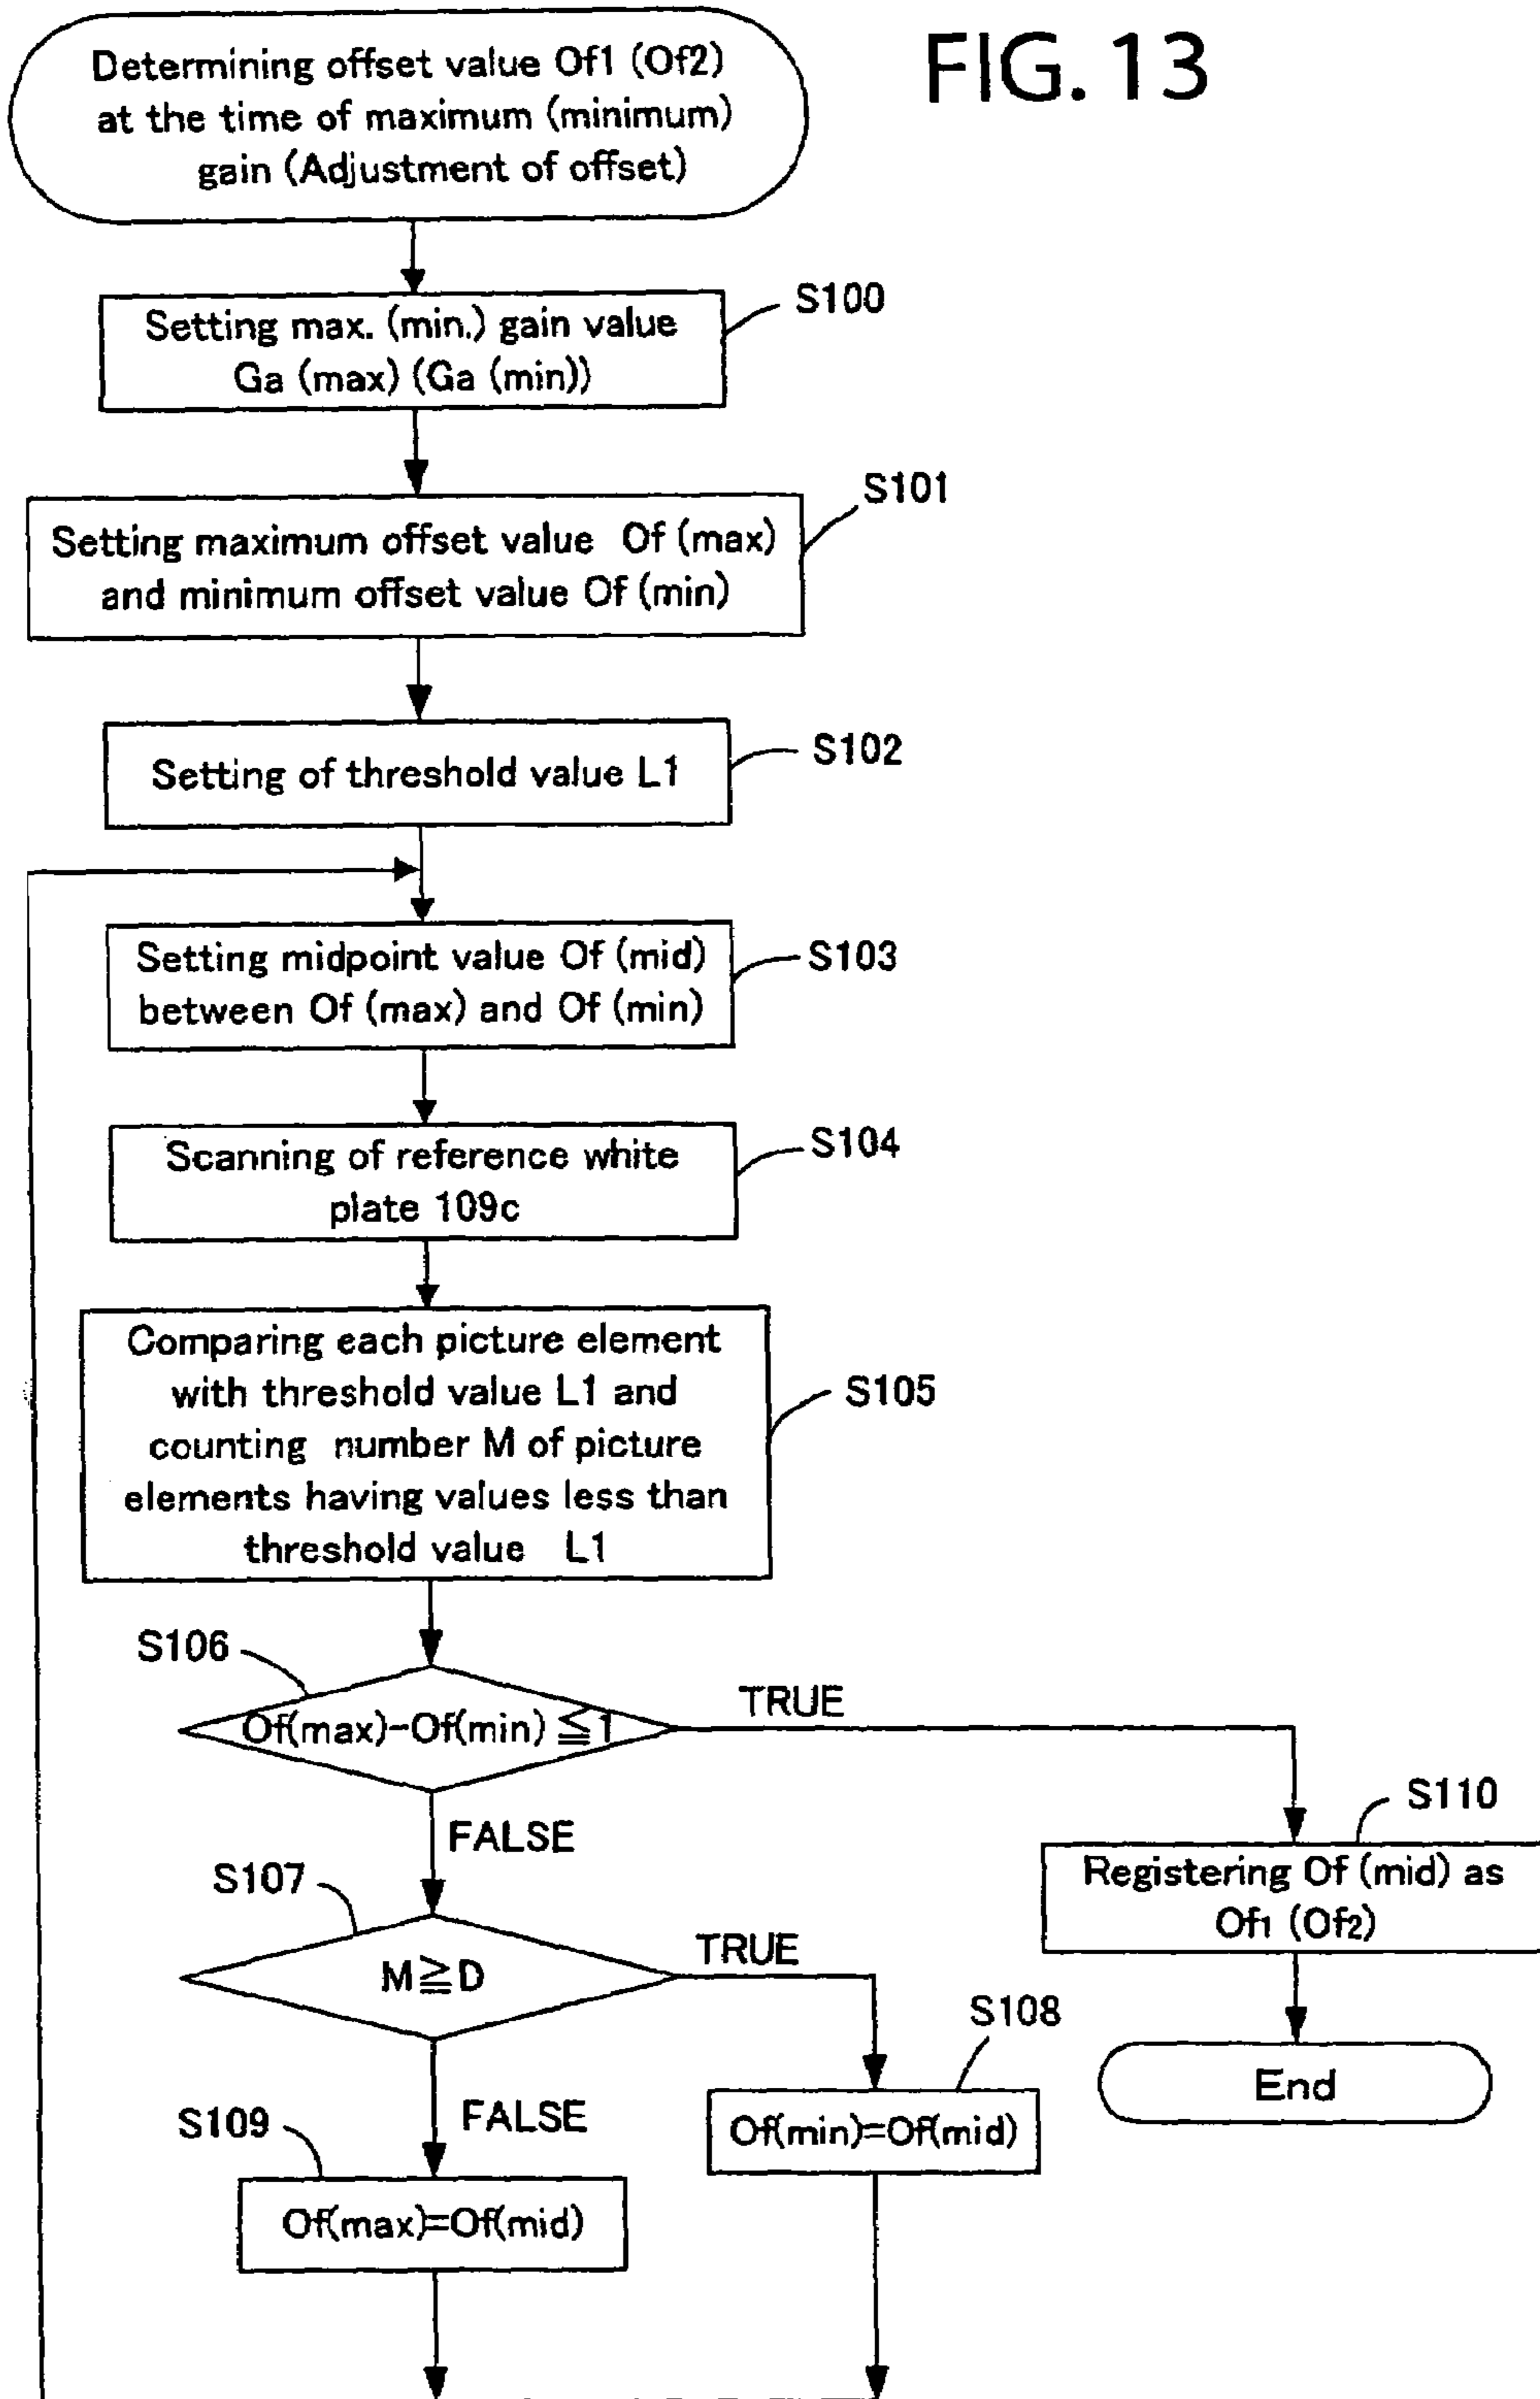 FIG. 13
Determining offset value Of1 (Of2)
at the time of maximum (minimum)
gain (Adjustment of offset)
S100
Setting max. (min.) gain value
Ga (max) (Ga (min))
S101
Setting maximum offset value Of (max)
and minimum offset value Of (min)
S102
Setting of threshold value L1
S103
Setting midpoint value Of (mid)
between Of (max) and Of (min)
S104
Scanning of reference white
plate 109c
S105
Comparing each picture element
with threshold value L1 and
counting number M of picture
elements having values less than
threshold value L1
S106
Of(max)-Of(min) ≦1
TRUE
FALSE
S110
Registering Of (mid) as
Of1 (Of2)
End
S107
M≧D
TRUE
FALSE
S108
Of(min)=Of(mid)
S109
Of(max)=Of(mid)